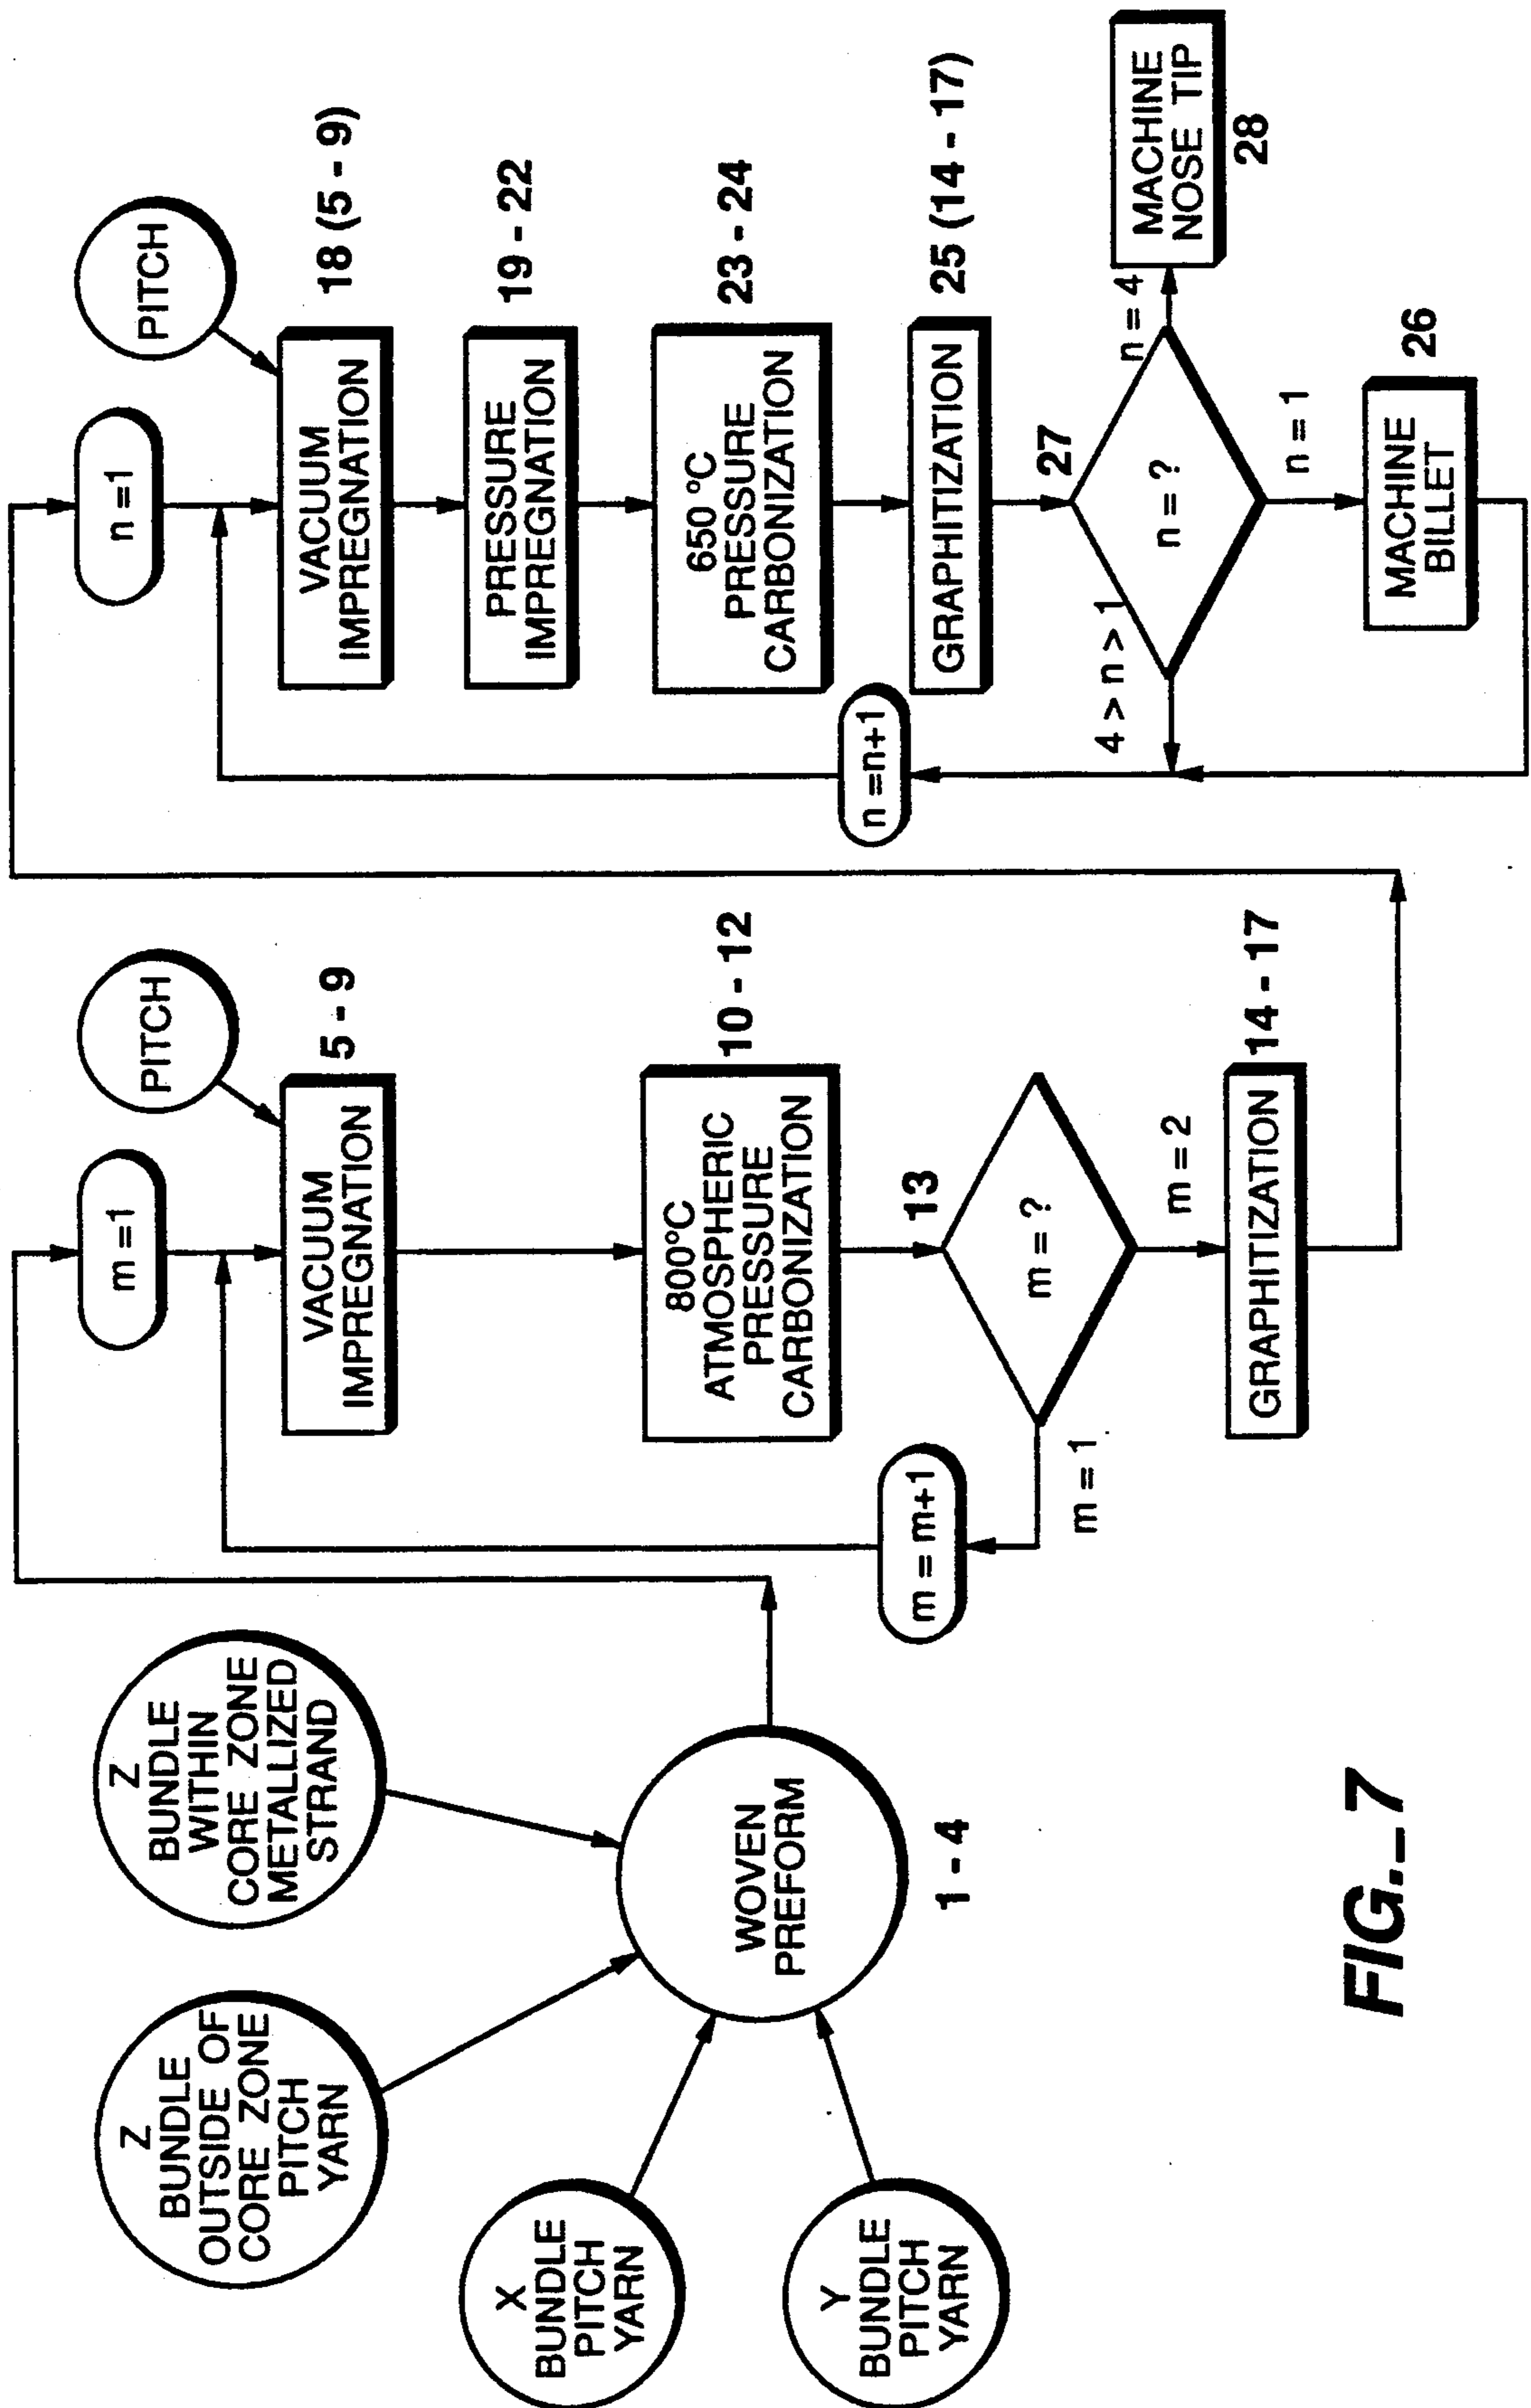 Z
BUNDLE
OUTSIDE OF
CORE ZONE
PITCH
YARN
Z
BUNDLE
WITHIN
CORE ZONE
METALLIZED
STRAND
X
BUNDLE
PITCH
YARN
Y
BUNDLE
PITCH
YARN
WOVEN
PREFORM
1 - 4
m =1
PITCH
VACUUM
IMPREGNATION
5 - 9
800°C
ATMOSPHERIC
PRESSURE
CARBONIZATION
10 - 12
m = m+1
13
m = ?
m = 1
m = 2
GRAPHITIZATION
14 - 17
n =1
PITCH
VACUUM
IMPREGNATION
18 (5 - 9)
PRESSURE
IMPREGNATION
19 - 22
650 °C
PRESSURE
CARBONIZATION
23 - 24
n =n+1
GRAPHITIZATION
25 (14 - 17)
27
4 > n > 1
n = ?
n = 4
MACHINE
NOSE TIP
28
n = 1
MACHINE
BILLET
26
FIG._7